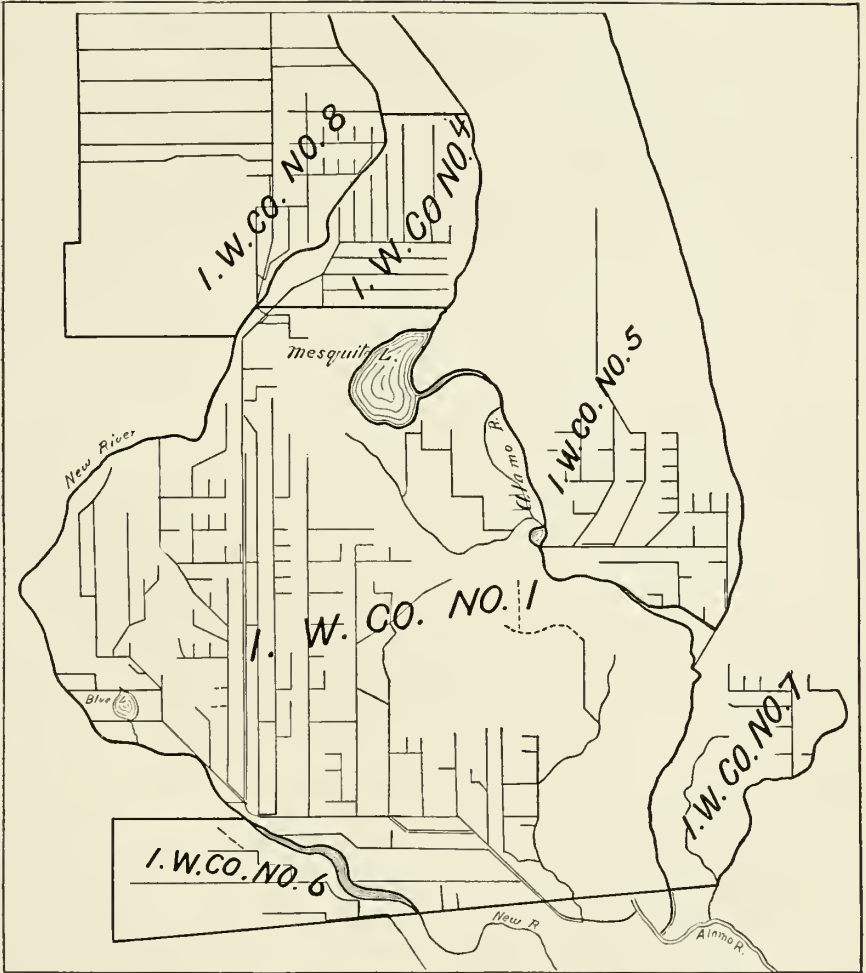 I. W. CO. NO. 8
I. W. CO NO. 4
Mesquite L.
I. W. CO. NO. 5
New River
Alamo R.
I. W. CO. NO. 1
Blue L.
I. W. CO. NO. 7
I. W. CO. NO. 6
New R
Alamo R.